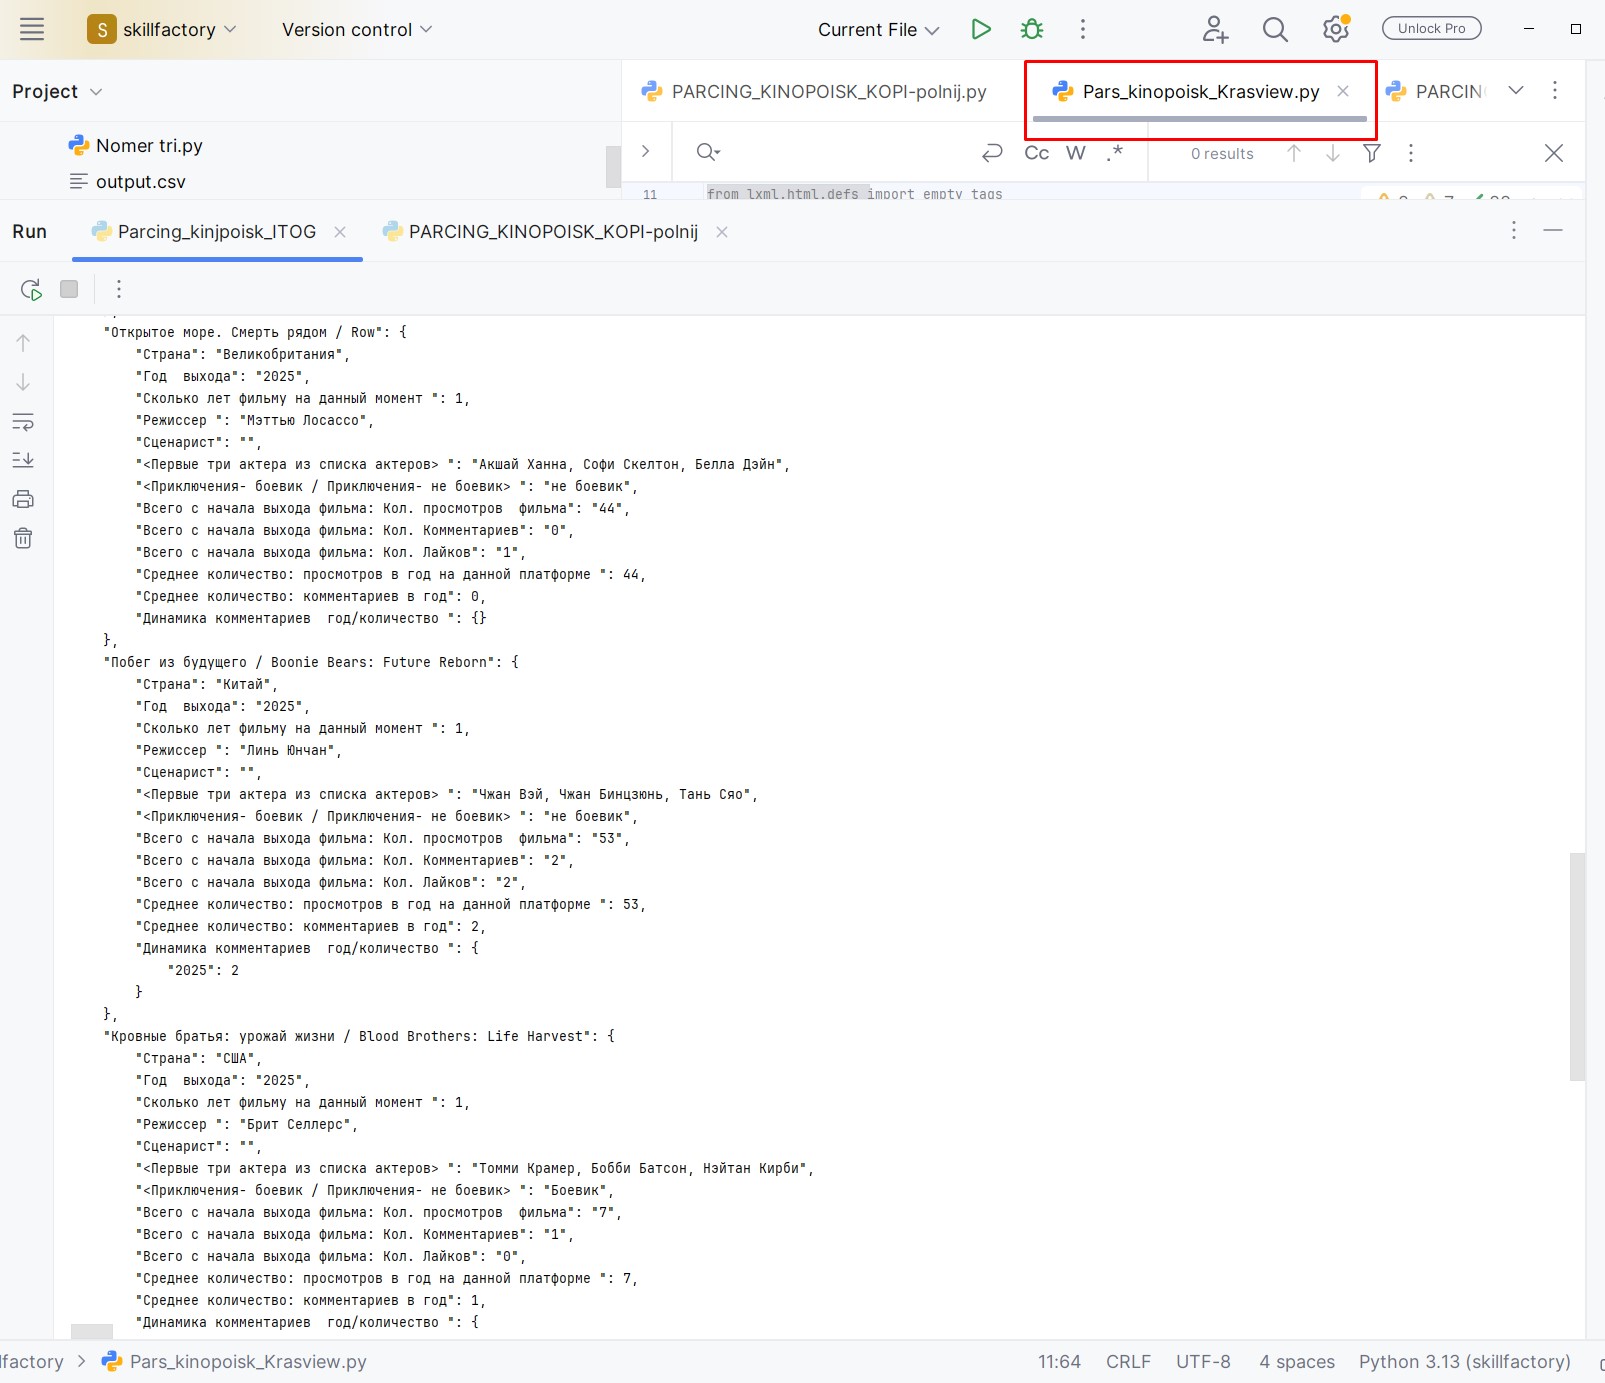 S skillfactory Version control Current File Unlock Pro
Project
PARCING_KINOPOISK_KOPI-polnij.py Pars_kinopoisk_Krasview.py PARCIN
Nomer tri.py
Cc W .* 0 results
output.csv
11 from lxml.html.defs import empty_tags
Run Parcing_kinjpoisk_ITOG PARCING_KINOPOISK_KOPI-polnij
"Открытое море. Смерть рядом / Row": {
"Страна": "Великобритания",
"Год  выхода": "2025",
"Сколько лет фильму на данный момент ": 1,
"Режиссер ": "Мэттью Лосассо",
"Сценарист": "",
"<Первые три актера из списка актеров> ": "Акшай Ханна, Софи Скелтон, Белла Дэйн",
"<Приключения- боевик / Приключения- не боевик> ": "не боевик",
"Всего с начала выхода фильма: Кол. просмотров  фильма": "44",
"Всего с начала выхода фильма: Кол. Комментариев": "0",
"Всего с начала выхода фильма: Кол. Лайков": "1",
"Среднее количество: просмотров в год на данной платформе ": 44,
"Среднее количество: комментариев в год": 0,
"Динамика комментариев  год/количество ": {}
},
"Побег из будущего / Boonie Bears: Future Reborn": {
"Страна": "Китай",
"Год  выхода": "2025",
"Сколько лет фильму на данный момент ": 1,
"Режиссер ": "Линь Юнчан",
"Сценарист": "",
"<Первые три актера из списка актеров> ": "Чжан Вэй, Чжан Бинцзюнь, Тань Сяо",
"<Приключения- боевик / Приключения- не боевик> ": "не боевик",
"Всего с начала выхода фильма: Кол. просмотров  фильма": "53",
"Всего с начала выхода фильма: Кол. Комментариев": "2",
"Всего с начала выхода фильма: Кол. Лайков": "2",
"Среднее количество: просмотров в год на данной платформе ": 53,
"Среднее количество: комментариев в год": 2,
"Динамика комментариев  год/количество ": {
"2025": 2
}
},
"Кровные братья: урожай жизни / Blood Brothers: Life Harvest": {
"Страна": "США",
"Год  выхода": "2025",
"Сколько лет фильму на данный момент ": 1,
"Режиссер ": "Брит Селлерс",
"Сценарист": "",
"<Первые три актера из списка актеров> ": "Томми Крамер, Бобби Батсон, Нэйтан Кирби",
"<Приключения- боевик / Приключения- не боевик> ": "Боевик",
"Всего с начала выхода фильма: Кол. просмотров  фильма": "7",
"Всего с начала выхода фильма: Кол. Комментариев": "1",
"Всего с начала выхода фильма: Кол. Лайков": "0",
"Среднее количество: просмотров в год на данной платформе ": 7,
"Среднее количество: комментариев в год": 1,
"Динамика комментариев  год/количество ": {
lfactory > Pars_kinopoisk_Krasview.py 11:64 CRLF UTF-8 4 spaces Python 3.13 (skillfactory)